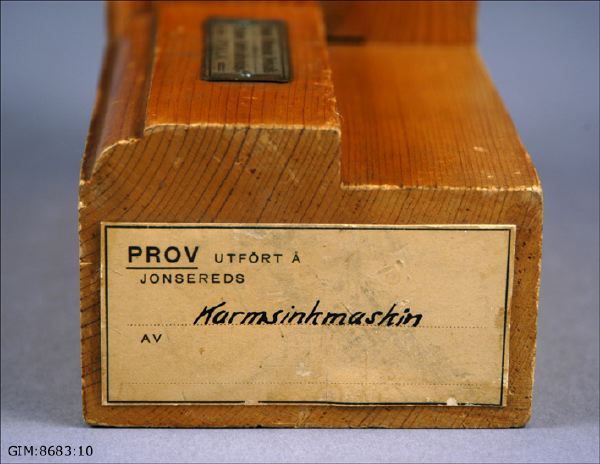 PROV UTFÖRT Å
JONSEREDS
Karmsinkmaskin
AV
GIM:8683:10